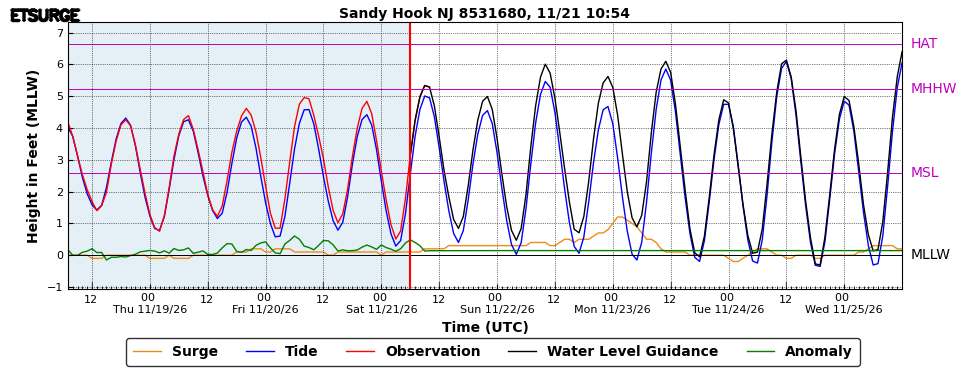 ETSURGE
Sandy Hook NJ 8531680, 11/21 10:54
Height in Feet (MLLW)
7
6
5
4
3
2
1
0
−1
HAT
MHHW
MSL
MLLW
12 00 12 00 12 00 12 00 12 00 12 00 12 00
Thu 11/19/26 Fri 11/20/26 Sat 11/21/26 Sun 11/22/26 Mon 11/23/26 Tue 11/24/26 Wed 11/25/26
Time (UTC)
Surge Tide Observation Water Level Guidance Anomaly